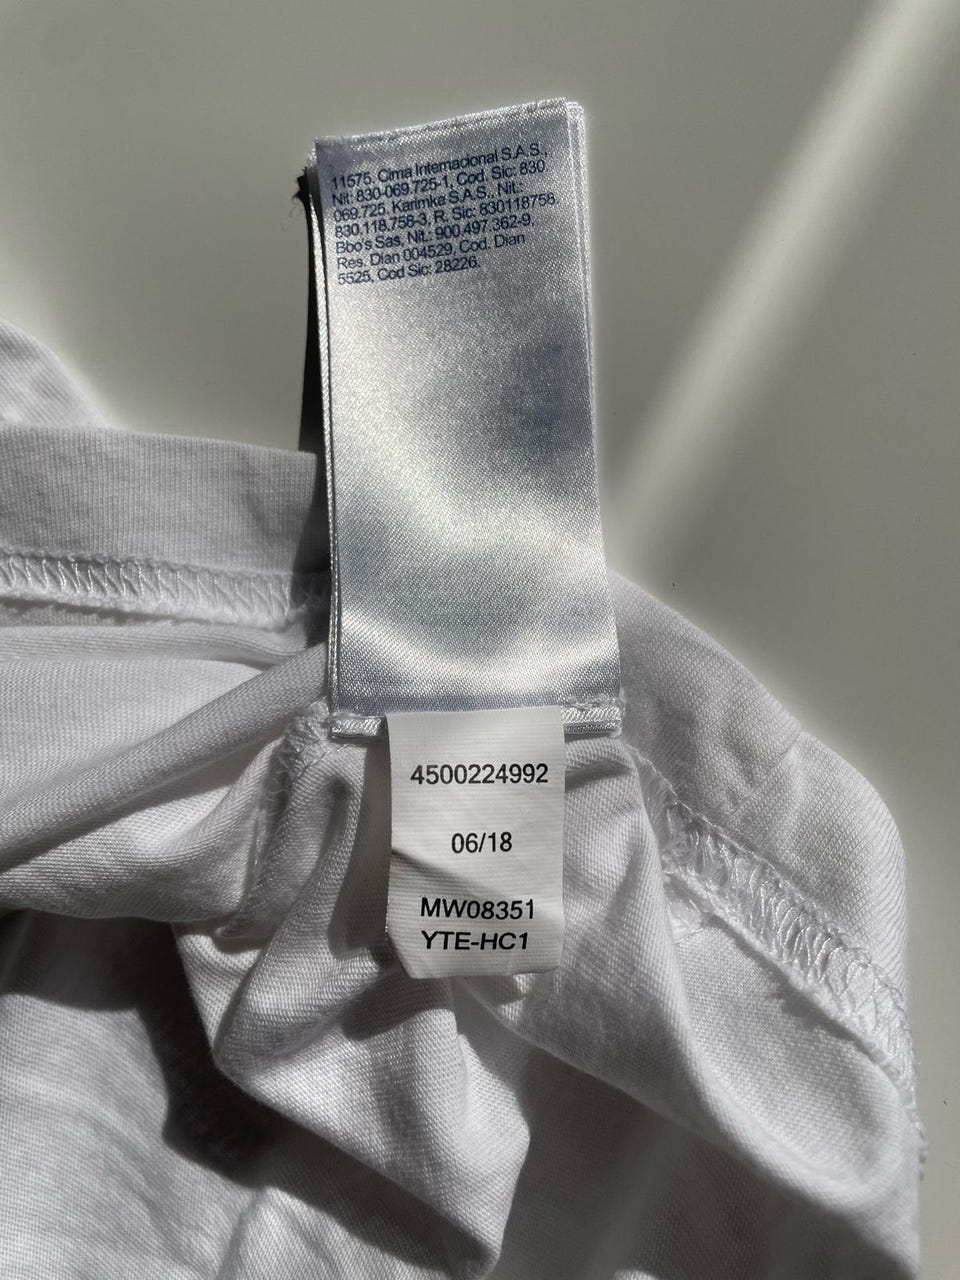 11575, Cima Internacional S.A.S.,
Nit: 830-069.725-1, Cod. Sic: 830.
069.725. Karimka S.A.S., Nit.:
830.118.758-3, R. Sic: 830118758.
Bbo's Sas, Nit.: 900.497.362-9,
Res. Dian 004529, Cod. Dian
5525, Cod Sic: 28226.
4500224992
06/18
MW08351
YTE-HC1